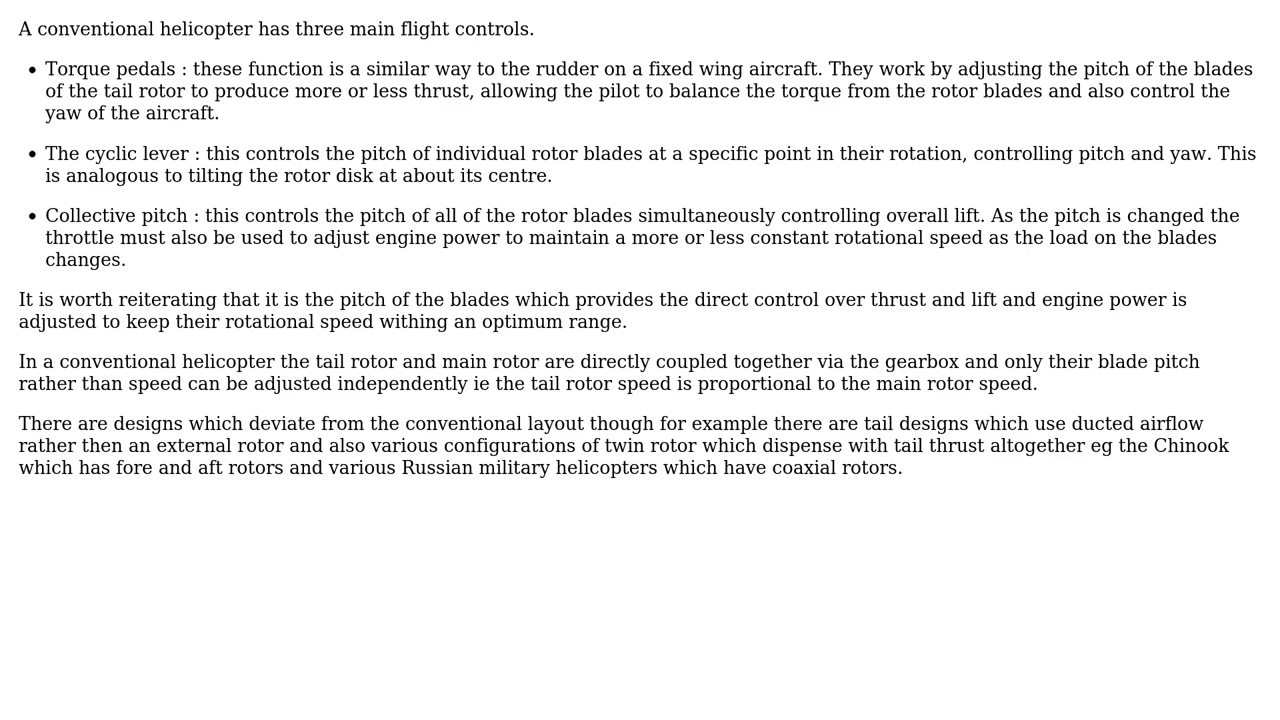 A conventional helicopter has three main flight controls.
• Torque pedals : these function is a similar way to the rudder on a fixed wing aircraft. They work by adjusting the pitch of the blades
of the tail rotor to produce more or less thrust, allowing the pilot to balance the torque from the rotor blades and also control the
yaw of the aircraft.
• The cyclic lever : this controls the pitch of individual rotor blades at a specific point in their rotation, controlling pitch and yaw. This
is analogous to tilting the rotor disk at about its centre.
• Collective pitch : this controls the pitch of all of the rotor blades simultaneously controlling overall lift. As the pitch is changed the
throttle must also be used to adjust engine power to maintain a more or less constant rotational speed as the load on the blades
changes.
It is worth reiterating that it is the pitch of the blades which provides the direct control over thrust and lift and engine power is
adjusted to keep their rotational speed withing an optimum range.
In a conventional helicopter the tail rotor and main rotor are directly coupled together via the gearbox and only their blade pitch
rather than speed can be adjusted independently ie the tail rotor speed is proportional to the main rotor speed.
There are designs which deviate from the conventional layout though for example there are tail designs which use ducted airflow
rather then an external rotor and also various configurations of twin rotor which dispense with tail thrust altogether eg the Chinook
which has fore and aft rotors and various Russian military helicopters which have coaxial rotors.